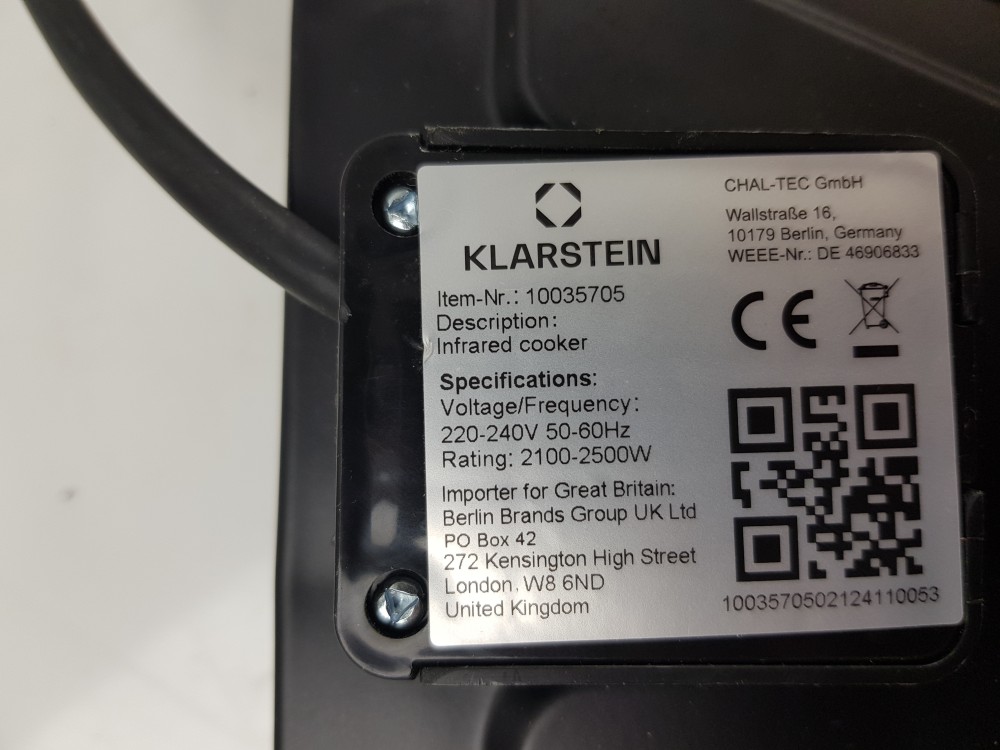 KLARSTEIN
Item-Nr.: 10035705
Description:
Infrared cooker
Specifications:
Voltage/Frequency:
220-240V 50-60Hz
Rating: 2100-2500W
Importer for Great Britain:
Berlin Brands Group UK Ltd
PO Box 42
272 Kensington High Street
London, W8 6ND
United Kingdom
CHAL-TEC GmbH
Wallstraße 16,
10179 Berlin, Germany
WEEE-Nr.: DE 46906833
CE
1003570502124110053